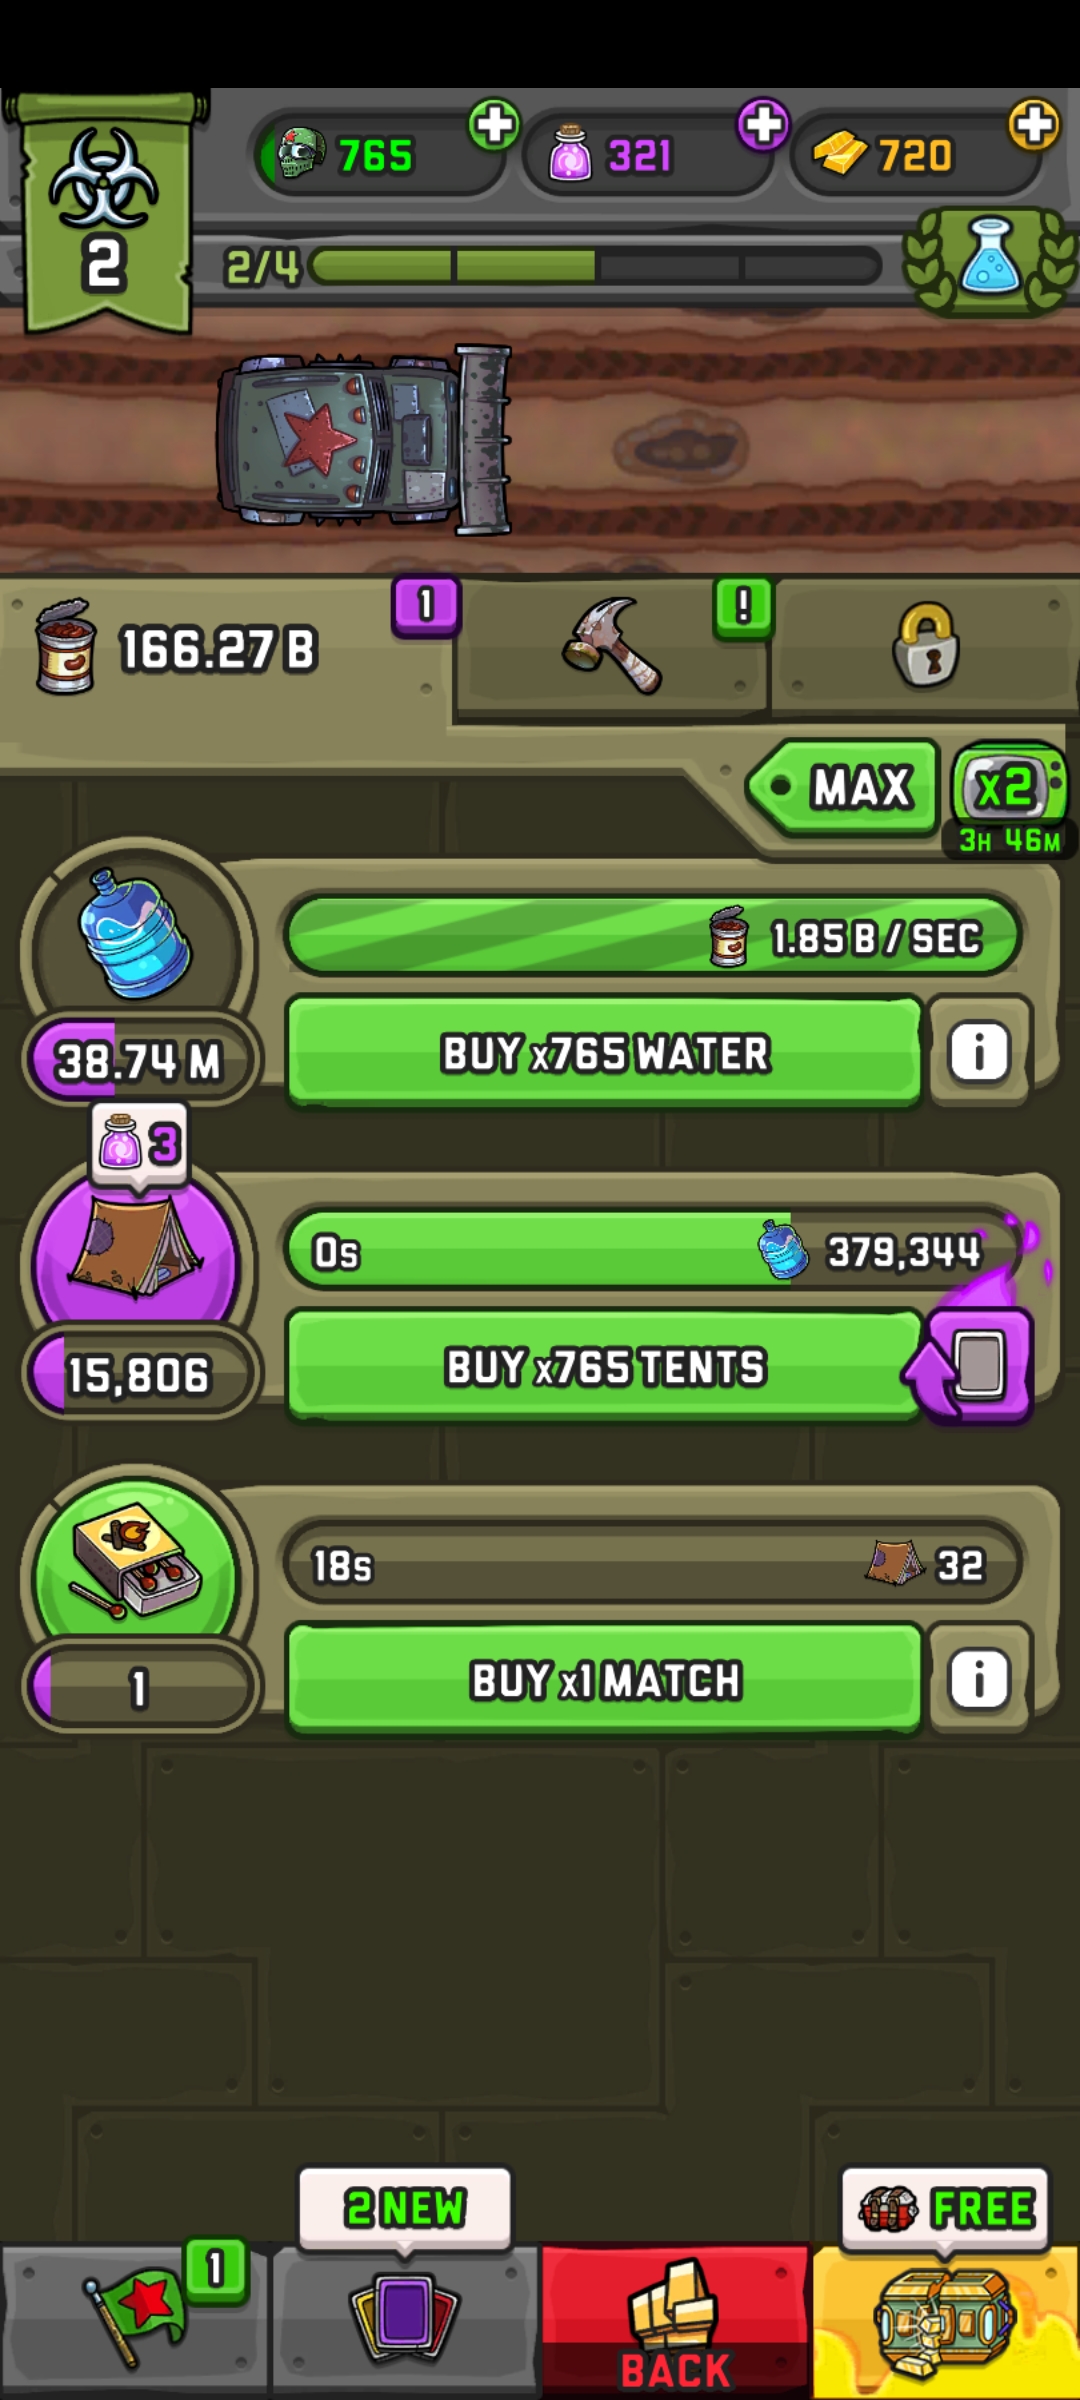 765
321
720
2
2/4
166.27 B
1
!
MAX
x2
3H 46M
1.85 B / SEC
38.74 M
BUY x765 WATER
i
3
0s
379,344
15,806
BUY x765 TENTS
18s
32
1
BUY x1 MATCH
i
2 NEW
FREE
1
BACK